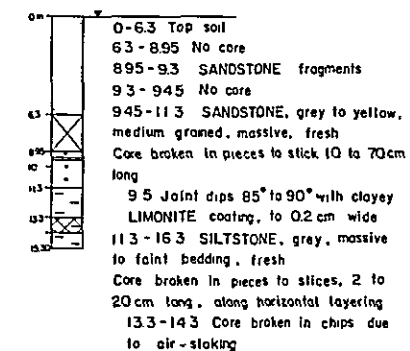 0m
0-6.3 Top soil
6.3-8.95 No core
8.95-9.3 SANDSTONE fragments
9.3-9.45 No core
9.45-11.3 SANDSTONE, grey to yellow,
medium grained, massive, fresh
Core broken in pieces to stick, 10 to 70cm
long
9.5 Joint dips 85° to 90° with clayey
LIMONITE coating, to 0.2 cm wide
11.3-16.3 SILTSTONE, grey, massive
to faint bedding, fresh
Core broken in pieces to slices, 2 to
20cm long, along horizontal layering
13.3-14.3 Core broken in chips due
to air-slaking
6.3
8.95
10
11.3
13.3
15.30